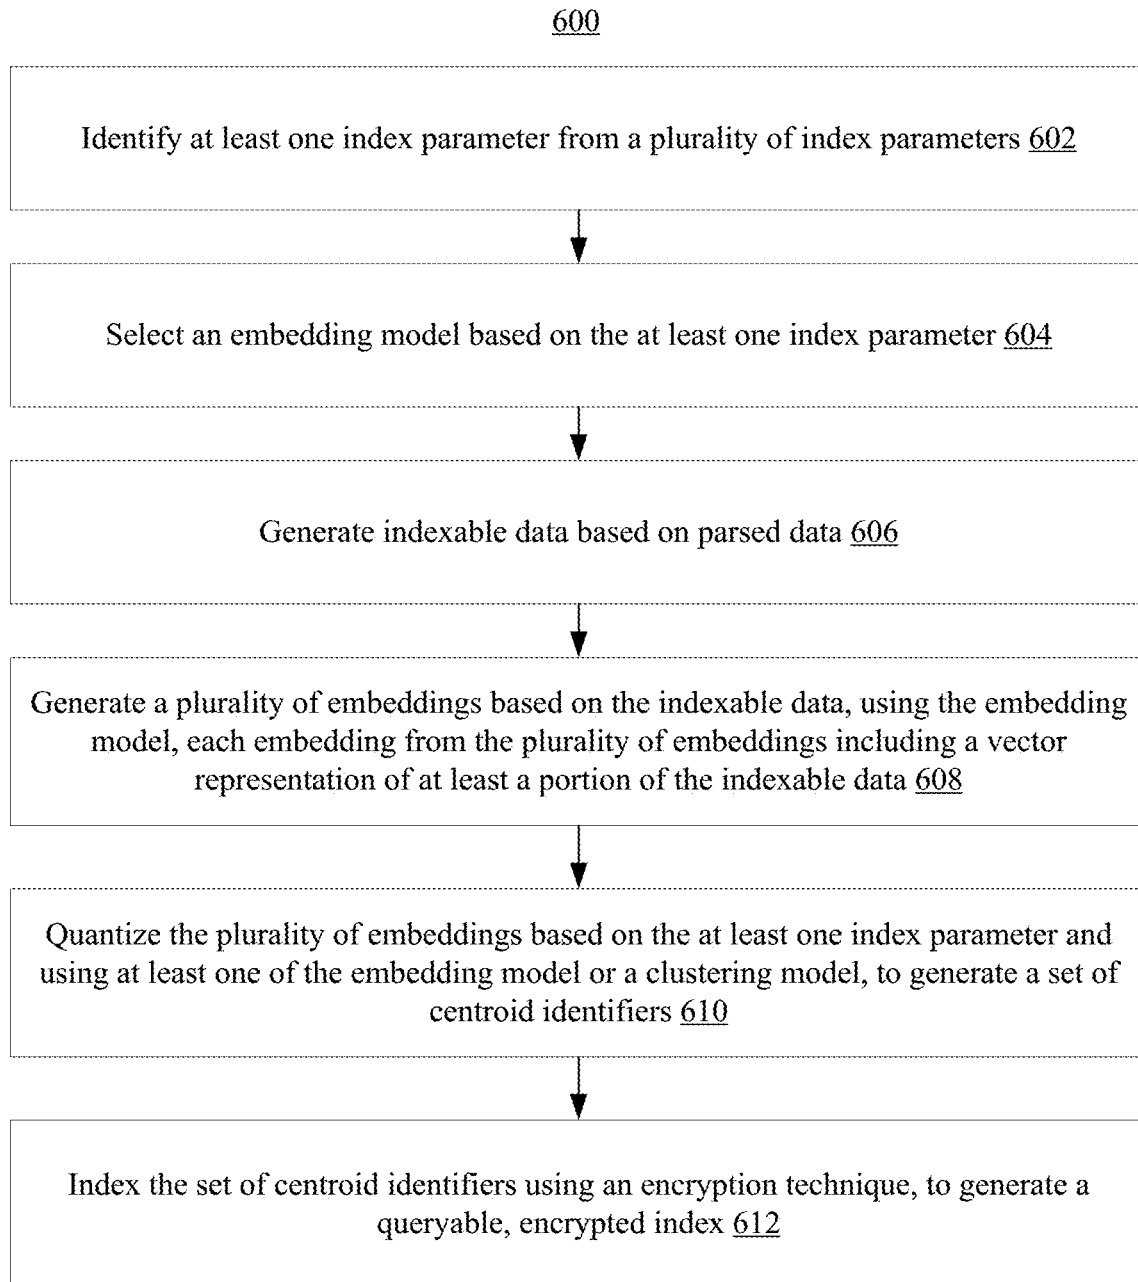 600
Identify at least one index parameter from a plurality of index parameters 602
Select an embedding model based on the at least one index parameter 604
Generate indexable data based on parsed data 606
Generate a plurality of embeddings based on the indexable data, using the embedding
model, each embedding from the plurality of embeddings including a vector
representation of at least a portion of the indexable data 608
Quantize the plurality of embeddings based on the at least one index parameter and
using at least one of the embedding model or a clustering model, to generate a set of
centroid identifiers 610
Index the set of centroid identifiers using an encryption technique, to generate a
queryable, encrypted index 612